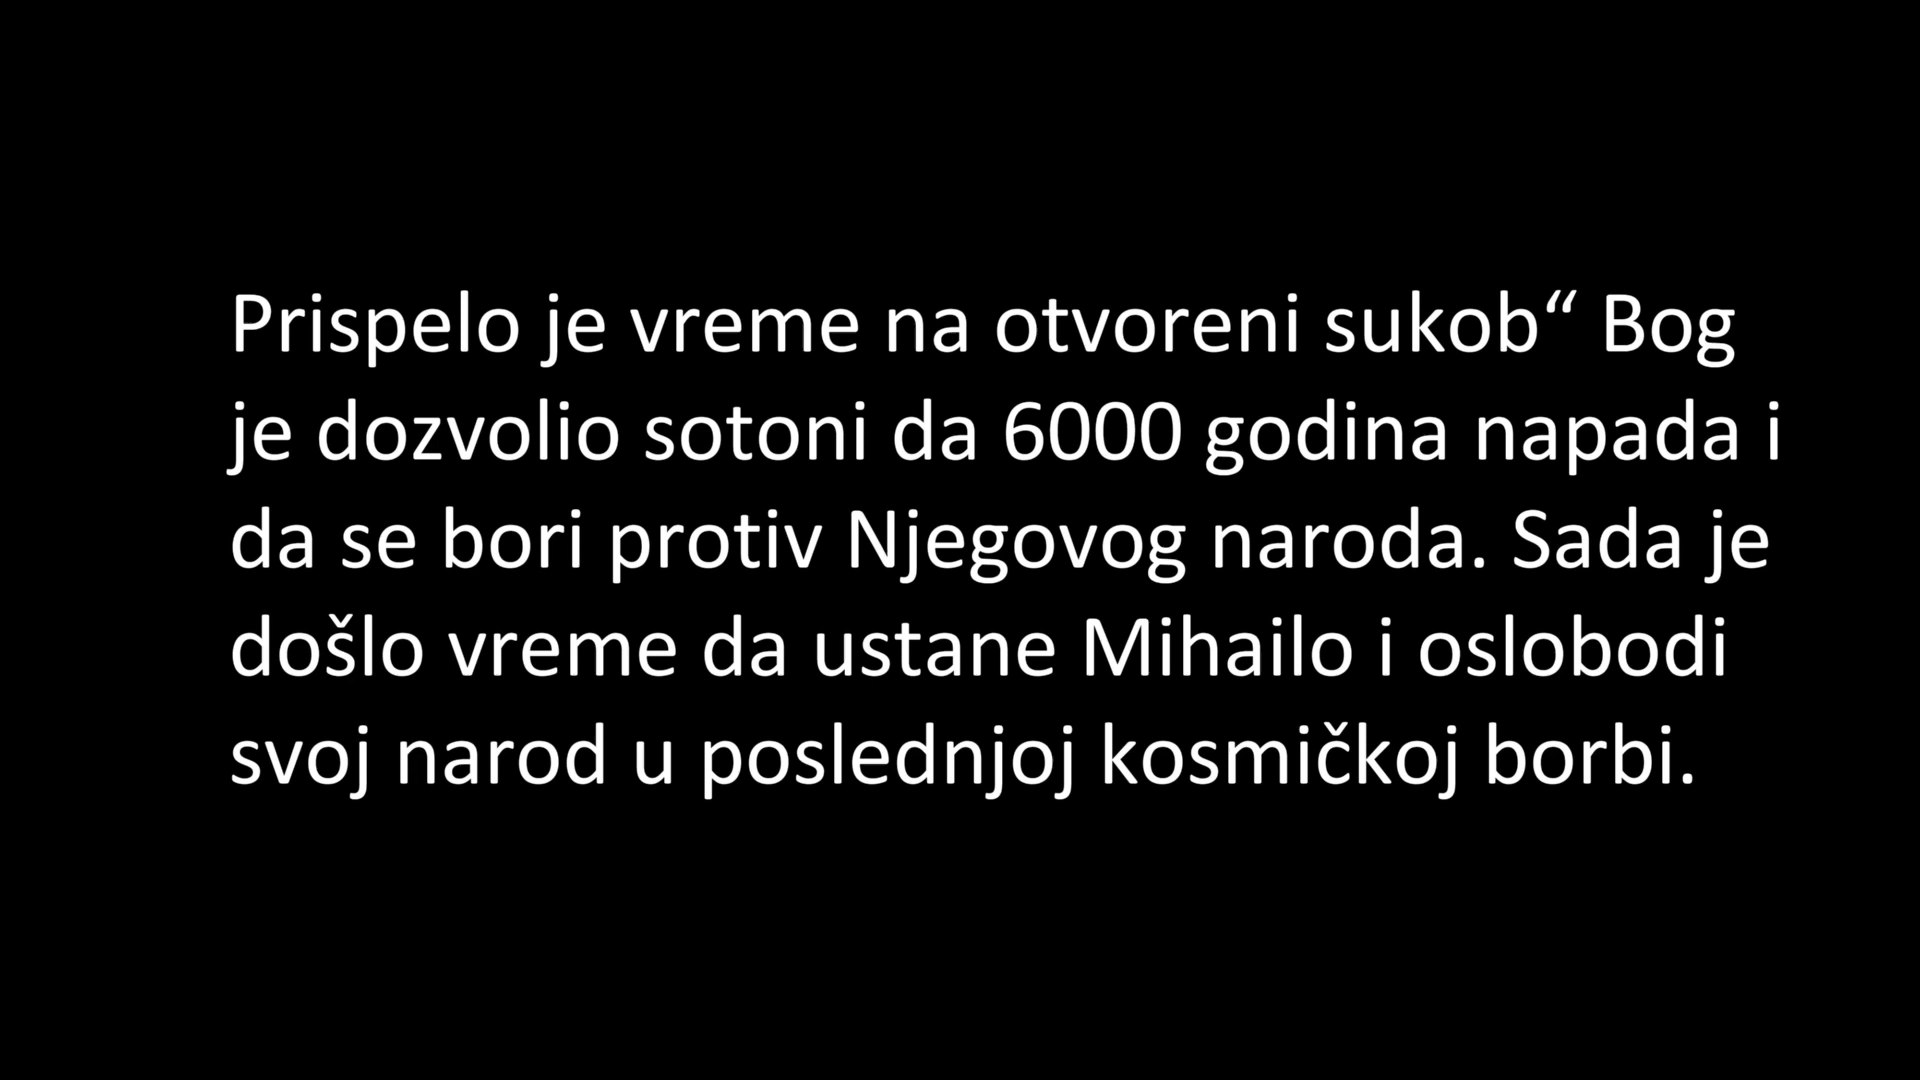 Prispelo je vreme na otvoreni sukob“ Bog
je dozvolio sotoni da 6000 godina napada i
da se bori protiv Njegovog naroda. Sada je
došlo vreme da ustane Mihailo i oslobodi
svoj narod u poslednjoj kosmičkoj borbi.